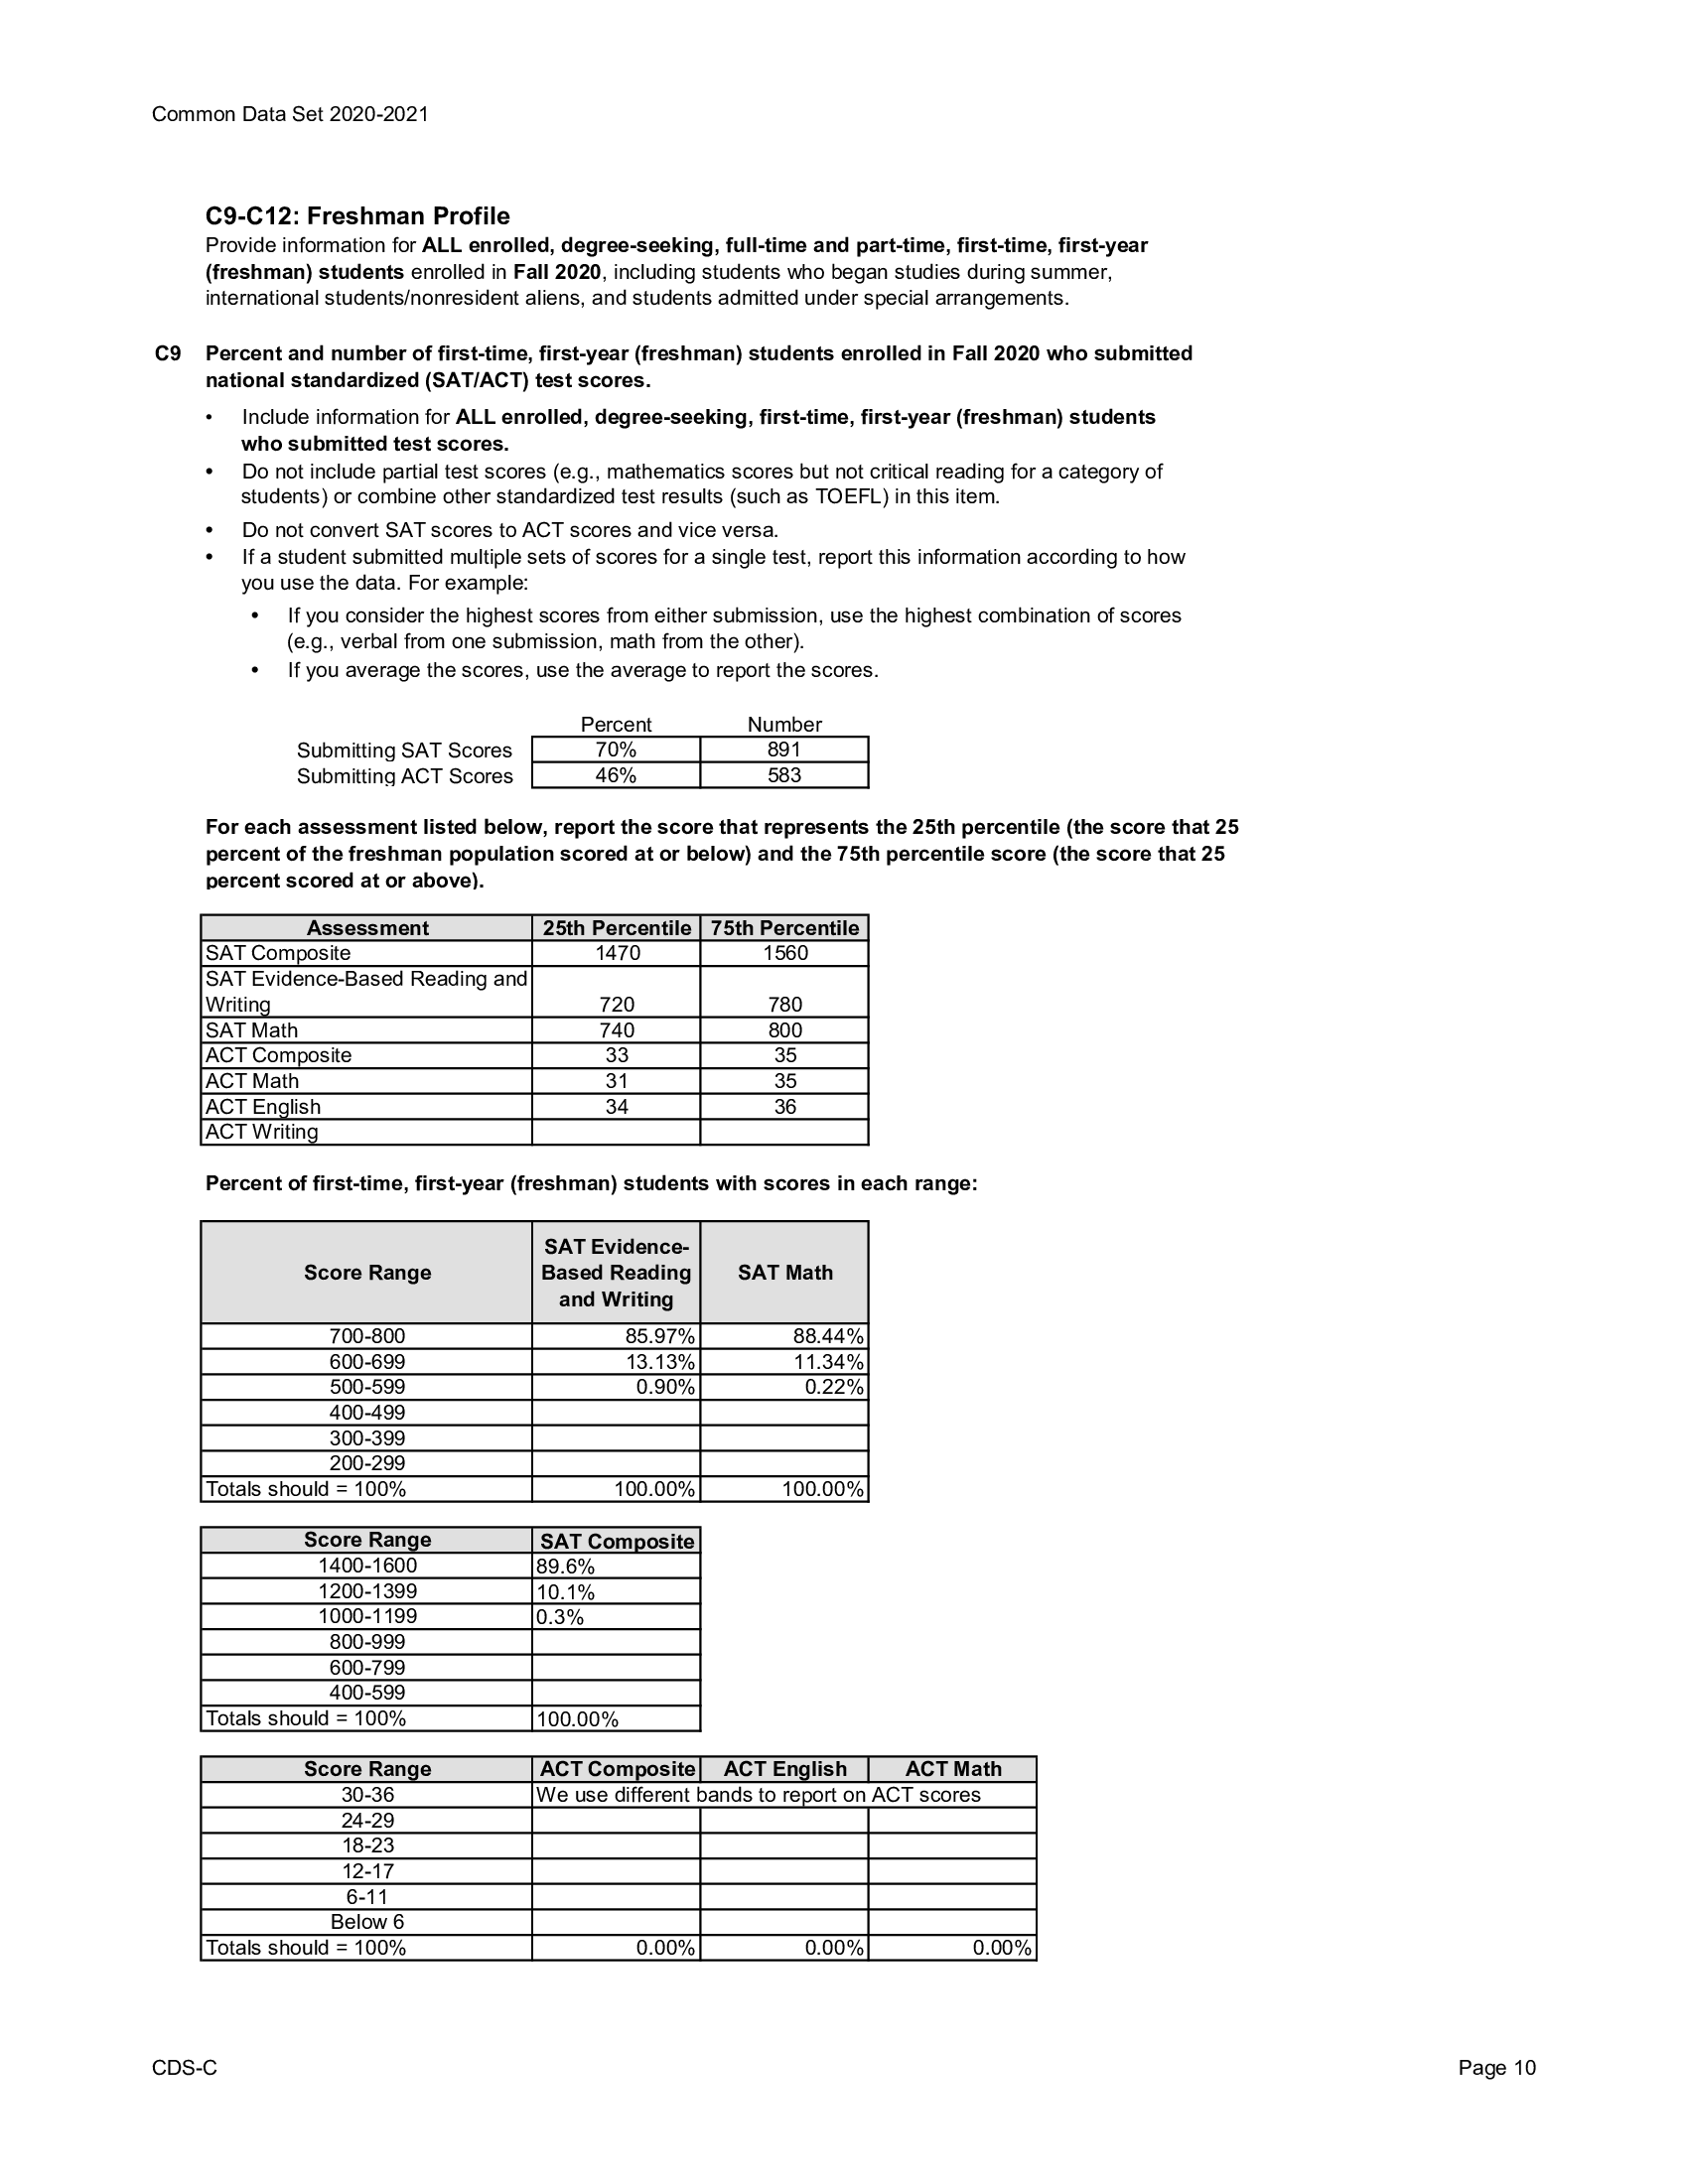 Common Data Set 2020-2021
C9-C12: Freshman Profile
Provide information for ALL enrolled, degree-seeking, full-time and part-time, first-time, first-year
(freshman) students enrolled in Fall 2020, including students who began studies during summer,
international students/nonresident aliens, and students admitted under special arrangements.
C9 Percent and number of first-time, first-year (freshman) students enrolled in Fall 2020 who submitted
national standardized (SAT/ACT) test scores.
• Include information for ALL enrolled, degree-seeking, first-time, first-year (freshman) students
who submitted test scores.
• Do not include partial test scores (e.g., mathematics scores but not critical reading for a category of
students) or combine other standardized test results (such as TOEFL) in this item.
• Do not convert SAT scores to ACT scores and vice versa.
• If a student submitted multiple sets of scores for a single test, report this information according to how
you use the data. For example:
• If you consider the highest scores from either submission, use the highest combination of scores
(e.g., verbal from one submission, math from the other).
• If you average the scores, use the average to report the scores.
Percent Number
Submitting SAT Scores 70% 891
Submitting ACT Scores 46% 583
For each assessment listed below, report the score that represents the 25th percentile (the score that 25
percent of the freshman population scored at or below) and the 75th percentile score (the score that 25
percent scored at or above).
Assessment 25th Percentile 75th Percentile
SAT Composite 1470 1560
SAT Evidence-Based Reading and
Writing 720 780
SAT Math 740 800
ACT Composite 33 35
ACT Math 31 35
ACT English 34 36
ACT Writing
Percent of first-time, first-year (freshman) students with scores in each range:
Score Range SAT Evidence-
Based Reading
and Writing SAT Math
700-800 85.97% 88.44%
600-699 13.13% 11.34%
500-599 0.90% 0.22%
400-499
300-399
200-299
Totals should = 100% 100.00% 100.00%
Score Range SAT Composite
1400-1600 89.6%
1200-1399 10.1%
1000-1199 0.3%
800-999
600-799
400-599
Totals should = 100% 100.00%
Score Range ACT Composite ACT English ACT Math
30-36 We use different bands to report on ACT scores
24-29
18-23
12-17
6-11
Below 6
Totals should = 100% 0.00% 0.00% 0.00%
CDS-C Page 10